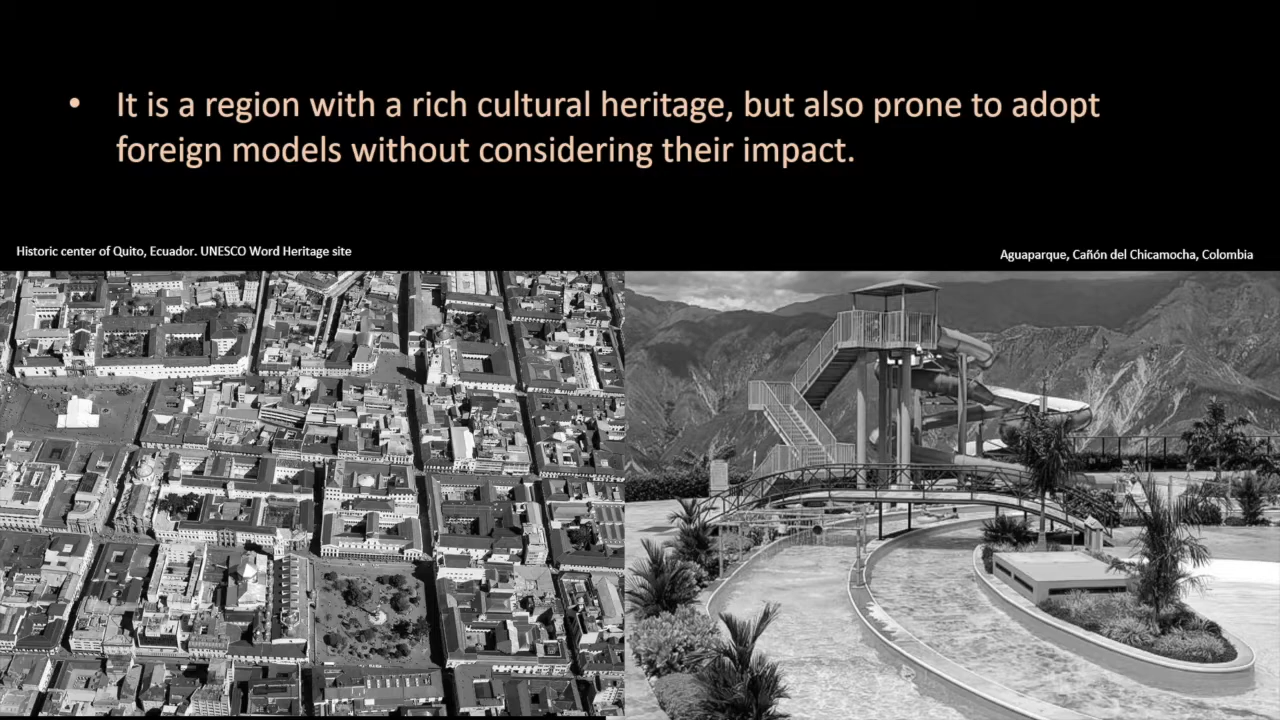 • It is a region with a rich cultural heritage, but also prone to adopt
foreign models without considering their impact.
Historic center of Quito, Ecuador. UNESCO Word Heritage site
Aguaparque, Cañón del Chicamocha, Colombia